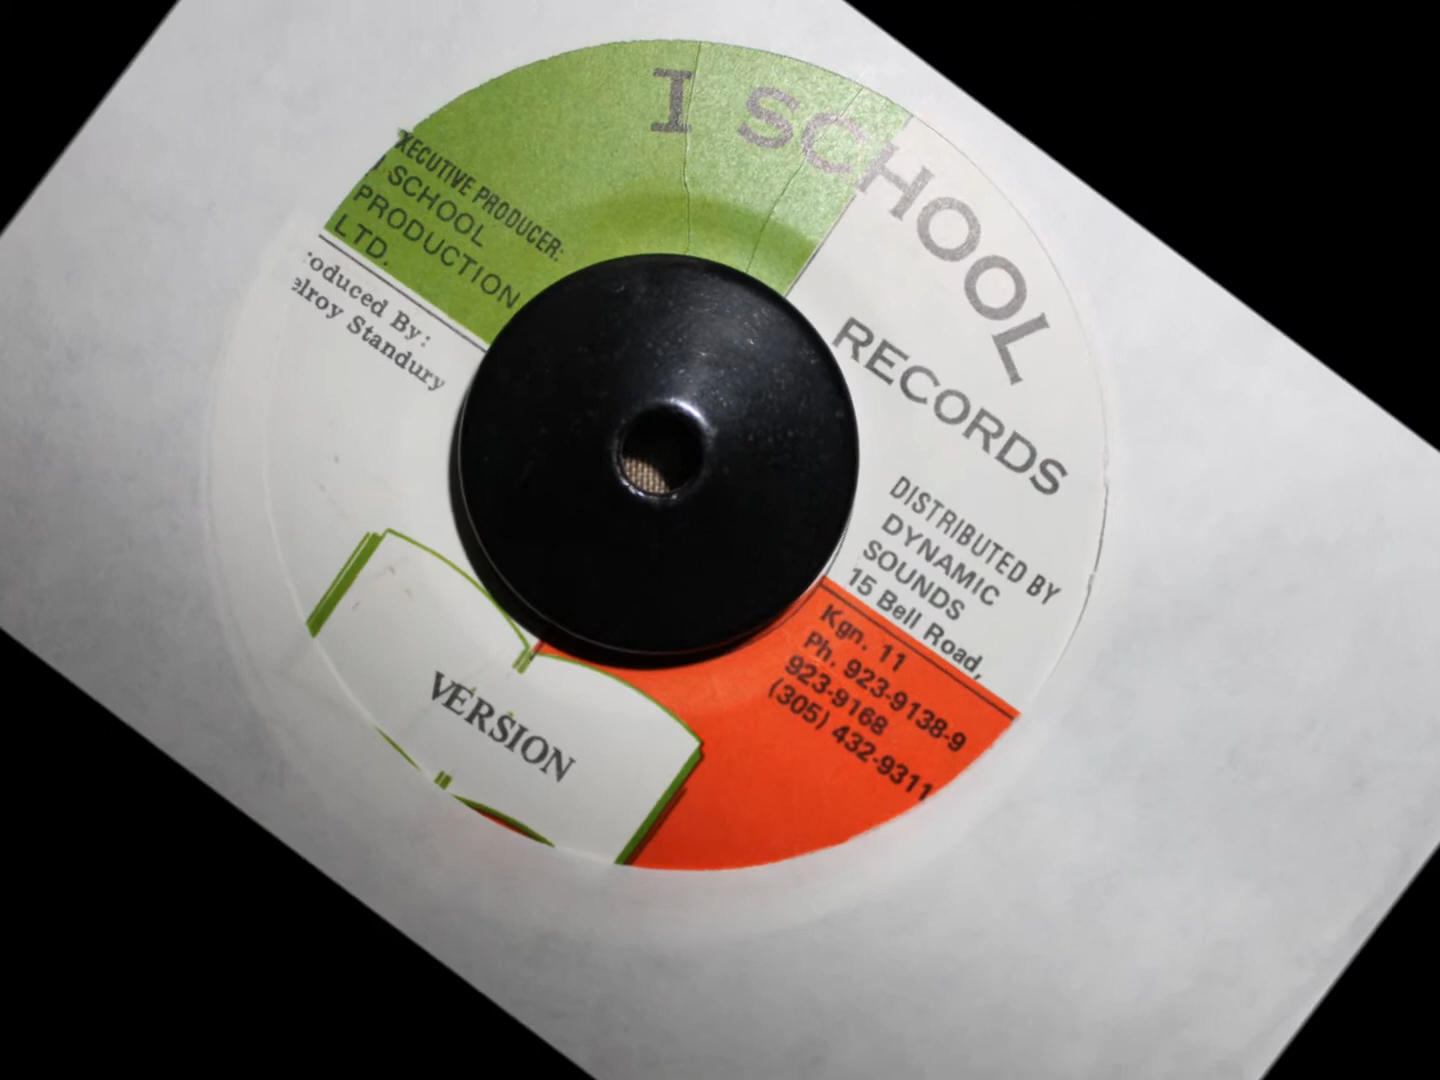 I SCHOOL
RECORDS
XECUTIVE PRODUCER:
I SCHOOL
PRODUCTION
LTD.
roduced By:
elroy Standury
DISTRIBUTED BY
DYNAMIC
SOUNDS
15 Bell Road,
Kgn. 11
Ph. 923-9138-9
923-9168
(305) 432-9311
VERSION